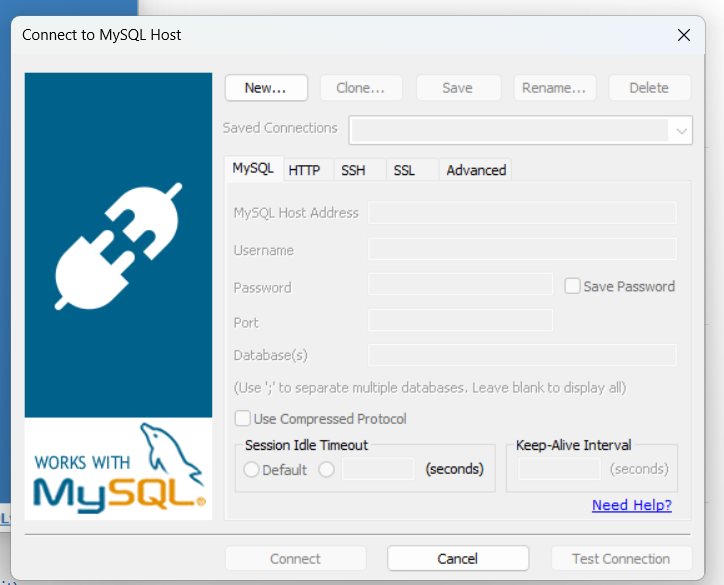 Connect to MySQL Host
New...
Clone...
Save
Rename...
Delete
Saved Connections
MySQL
HTTP
SSH
SSL
Advanced
MySQL Host Address
Username
Password
Save Password
Port
Database(s)
(Use ';' to separate multiple databases. Leave blank to display all)
Use Compressed Protocol
Session Idle Timeout
Default
(seconds)
Keep-Alive Interval
(seconds)
WORKS WITH
MySQL®
Need Help?
Connect
Cancel
Test Connection